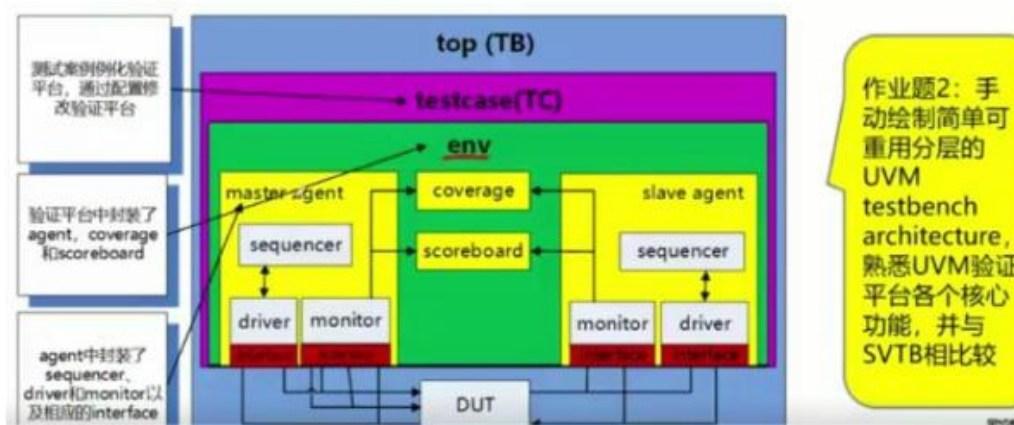 测试案例例化验证
平台，通过配置修
改验证平台
验证平台中封装了
agent, coverage
和scoreboard
agent中封装了
sequencer、
driver和monitor以
及相应的interface
top (TB)
testcase(TC)
env
master agent
coverage
slave agent
sequencer
scoreboard
sequencer
driver
monitor
monitor
driver
interface
interface
interface
interface
DUT
作业题2：手
动绘制简单可
重用分层的
UVM
testbench
architecture，
熟悉UVM验证
平台各个核心
功能，并与
SVTB相比较